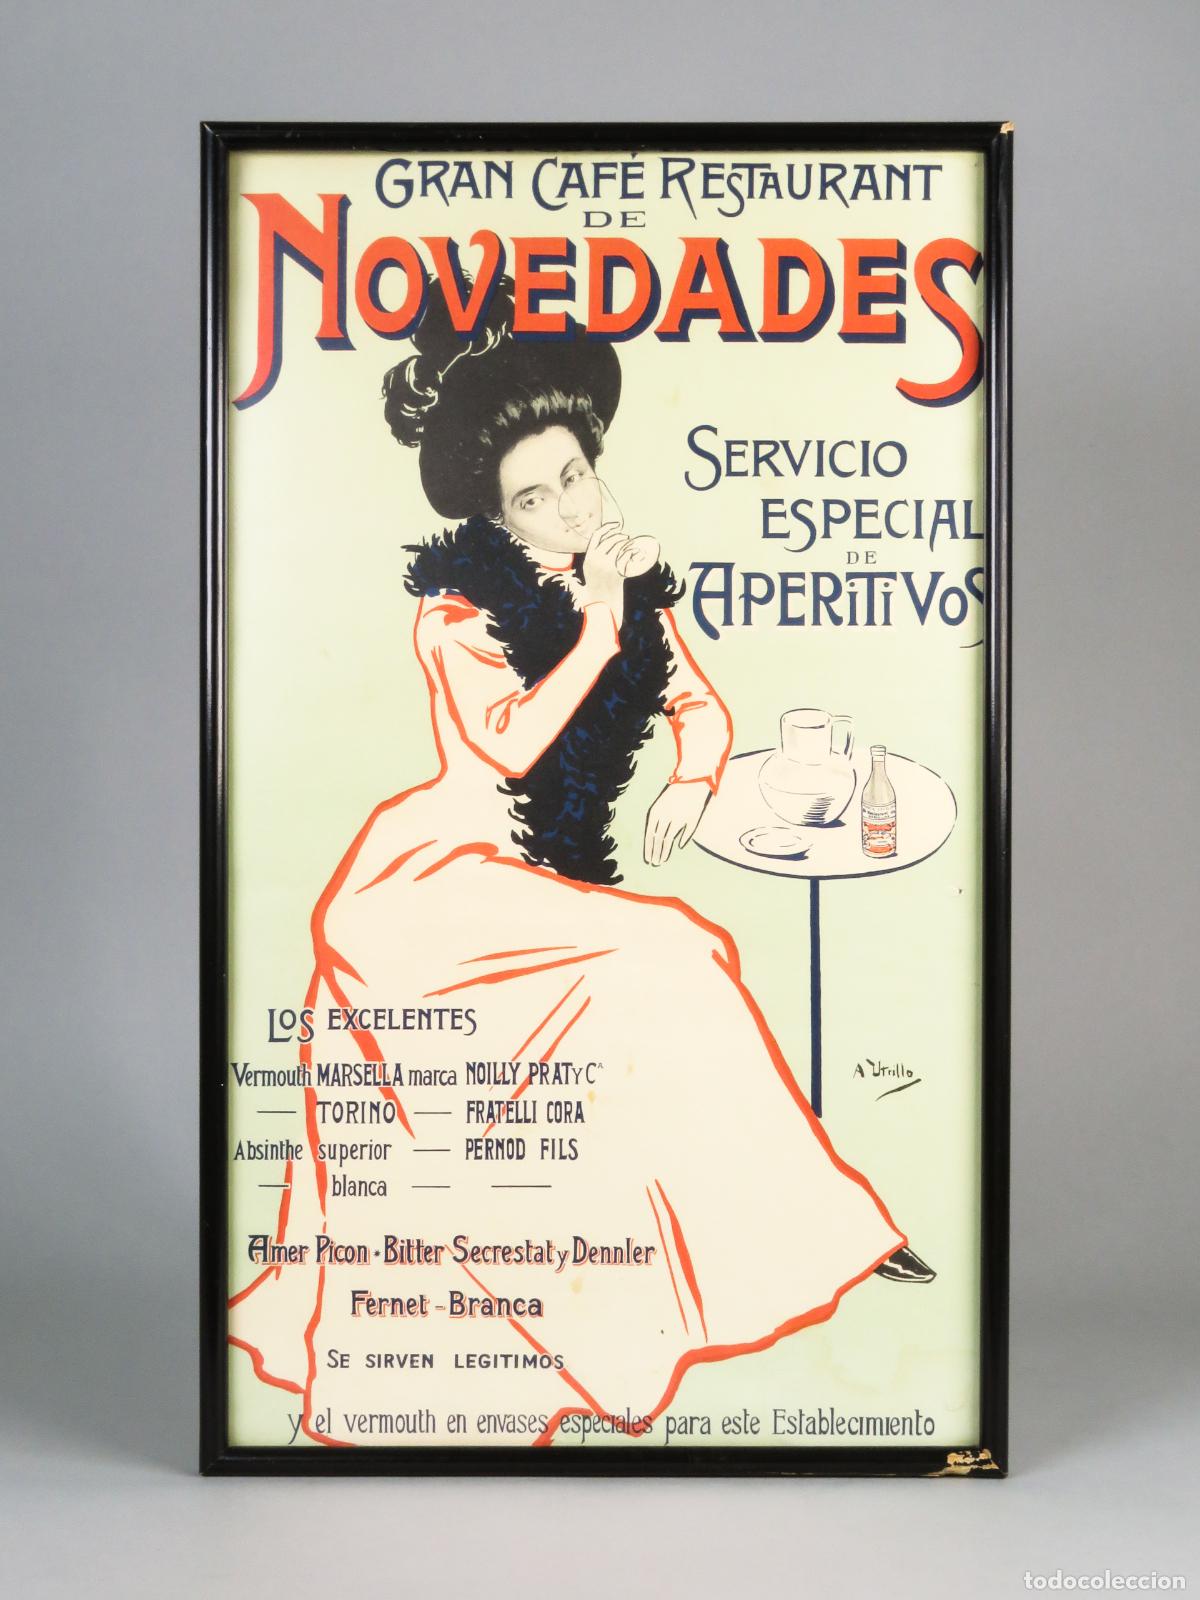 GRAN CAFÉ RESTAURANT
DE
NOVEDADES
SERVICIO
ESPECIAL
DE
APERITIVOS
LOS EXCELENTES
Vermouth MARSELLA marca NOILLY PRAT Y Cª
— TORINO — FRATELLI CORA
Absinthe superior — PERNOD FILS
— blanca — —
Amer Picon · Bitter Secrestat y Dennler
Fernet - Branca
SE SIRVEN LEGITIMOS
y el vermouth en envases especiales para este Establecimiento
A Utrillo
todocoleccion